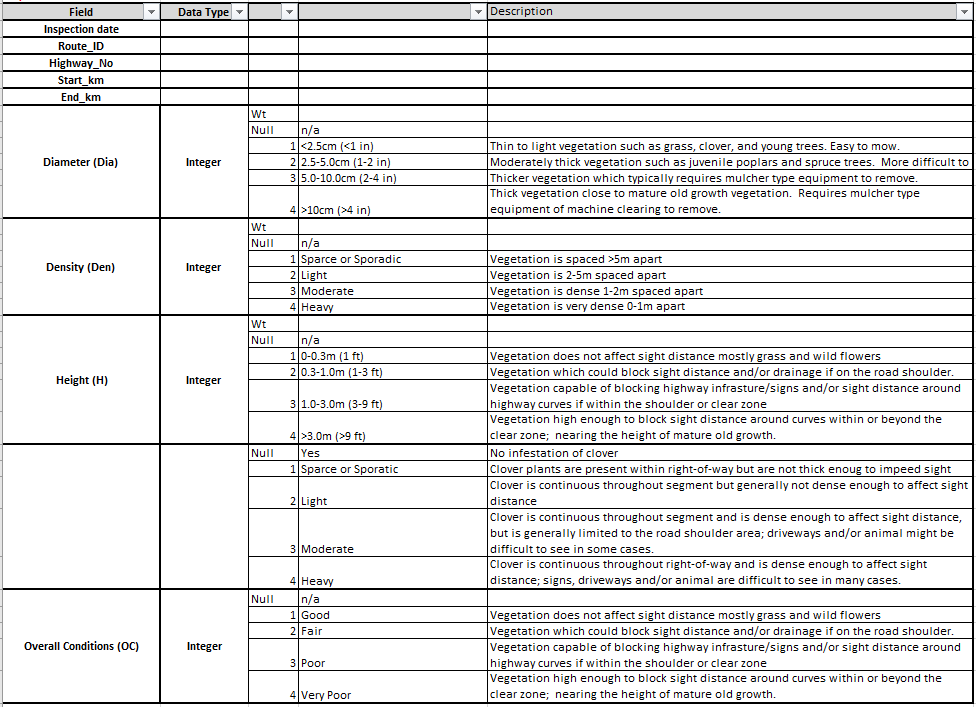 Field Data Type Description
Inspection date
Route_ID
Highway_No
Start_km
End_km
Diameter (Dia) Integer
Wt
Null n/a
1 <2.5cm (<1 in) Thin to light vegetation such as grass, clover, and young trees. Easy to mow.
2 2.5-5.0cm (1-2 in) Moderately thick vegetation such as juvenile poplars and spruce trees. More difficult to
3 5.0-10.0cm (2-4 in) Thicker vegetation which typically requires mulcher type equipment to remove.
Thick vegetation close to mature old growth vegetation. Requires mulcher type
4 >10cm (>4 in) equipment of machine clearing to remove.
Density (Den) Integer
Wt
Null n/a
1 Sparce or Sporadic Vegetation is spaced >5m apart
2 Light Vegetation is 2-5m spaced apart
3 Moderate Vegetation is dense 1-2m spaced apart
4 Heavy Vegetation is very dense 0-1m apart
Height (H) Integer
Wt
Null n/a
1 0-0.3m (1 ft) Vegetation does not affect sight distance mostly grass and wild flowers
2 0.3-1.0m (1-3 ft) Vegetation which could block sight distance and/or drainage if on the road shoulder.
Vegetation capable of blocking highway infrasture/signs and/or sight distance around
3 1.0-3.0m (3-9 ft) highway curves if within the shoulder or clear zone
Vegetation high enough to block sight distance around curves within or beyond the
4 >3.0m (>9 ft) clear zone; nearing the height of mature old growth.
Null Yes No infestation of clover
1 Sparce or Sporatic Clover plants are present within right-of-way but are not thick enoug to impeed sight
Clover is continuous throughout segment but generally not dense enough to affect sight
2 Light distance
Clover is continuous throughout segment and is dense enough to affect sight distance,
but is generally limited to the road shoulder area; driveways and/or animal might be
3 Moderate difficult to see in some cases.
Clover is continuous throughout right-of-way and is dense enough to affect sight
4 Heavy distance; signs, driveways and/or animal are difficult to see in many cases.
Overall Conditions (OC) Integer
Null n/a
1 Good Vegetation does not affect sight distance mostly grass and wild flowers
2 Fair Vegetation which could block sight distance and/or drainage if on the road shoulder.
Vegetation capable of blocking highway infrasture/signs and/or sight distance around
3 Poor highway curves if within the shoulder or clear zone
Vegetation high enough to block sight distance around curves within or beyond the
4 Very Poor clear zone; nearing the height of mature old growth.